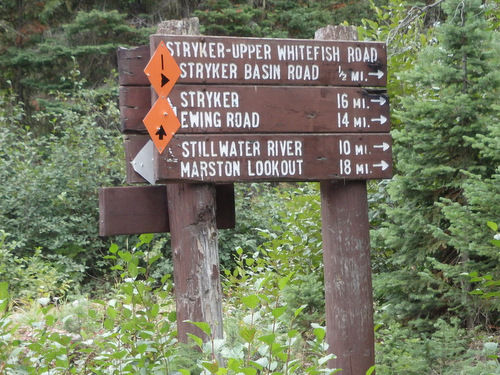 STRYKER-UPPER WHITEFISH ROAD
STRYKER BASIN ROAD ½ MI.→
STRYKER 16 MI.→
EWING ROAD 14 MI.→
STILLWATER RIVER 10 MI.→
MARSTON LOOKOUT 18 MI.→